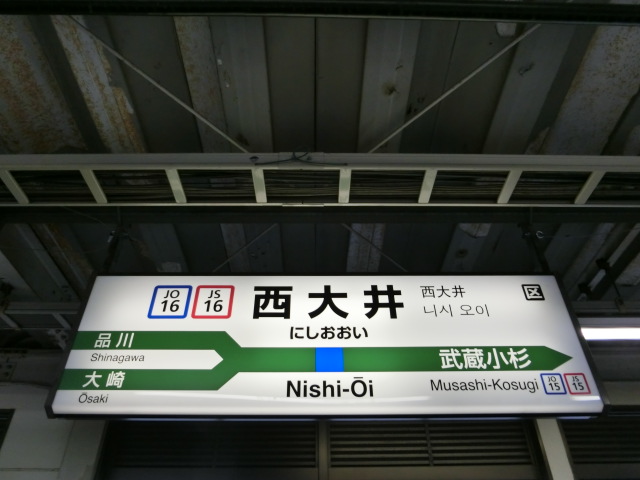 JO 16 JS 16 西大井 西大井 区
にしおおい 니시 오이
品川
Shinagawa
大崎
Ōsaki
武蔵小杉
Nishi-Ōi Musashi-Kosugi JO 15 JS 15